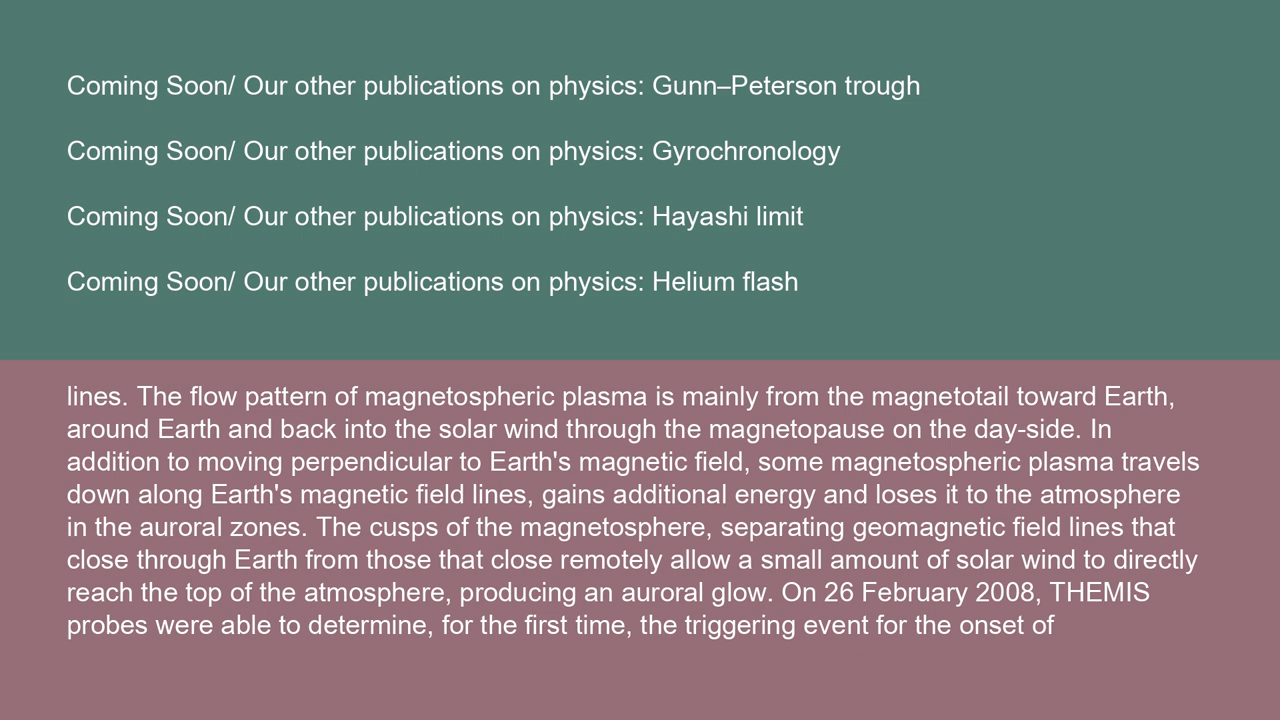 Coming Soon/ Our other publications on physics: Gunn–Peterson trough
Coming Soon/ Our other publications on physics: Gyrochronology
Coming Soon/ Our other publications on physics: Hayashi limit
Coming Soon/ Our other publications on physics: Helium flash
lines. The flow pattern of magnetospheric plasma is mainly from the magnetotail toward Earth,
around Earth and back into the solar wind through the magnetopause on the day-side. In
addition to moving perpendicular to Earth's magnetic field, some magnetospheric plasma travels
down along Earth's magnetic field lines, gains additional energy and loses it to the atmosphere
in the auroral zones. The cusps of the magnetosphere, separating geomagnetic field lines that
close through Earth from those that close remotely allow a small amount of solar wind to directly
reach the top of the atmosphere, producing an auroral glow. On 26 February 2008, THEMIS
probes were able to determine, for the first time, the triggering event for the onset of